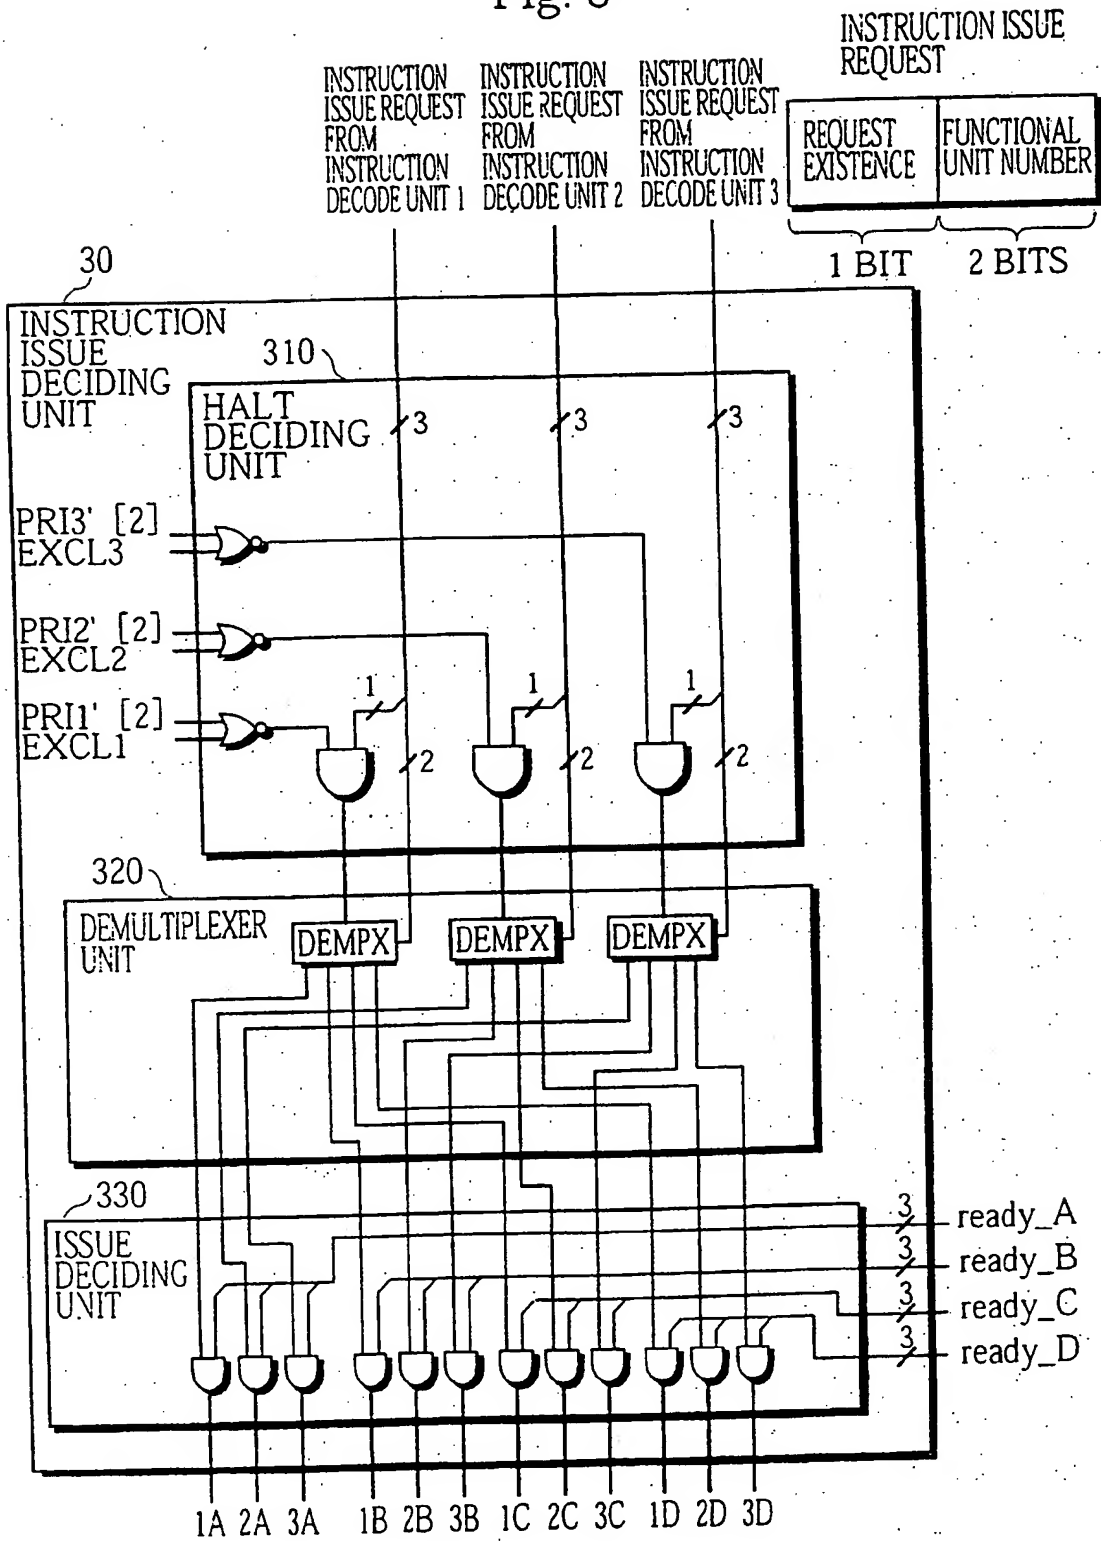 Fig. 8
INSTRUCTION ISSUE
REQUEST
REQUEST
EXISTENCE
FUNCTIONAL
UNIT NUMBER
1 BIT
2 BITS
INSTRUCTION
ISSUE REQUEST
FROM
INSTRUCTION
DECODE UNIT 1
INSTRUCTION
ISSUE REQUEST
FROM
INSTRUCTION
DECODE UNIT 2
INSTRUCTION
ISSUE REQUEST
FROM
INSTRUCTION
DECODE UNIT 3
30
INSTRUCTION
ISSUE
DECIDING
UNIT
310
HALT
DECIDING
UNIT
3
3
3
PRI3' [2]
EXCL3
PRI2' [2]
EXCL2
PRI1' [2]
EXCL1
1
1
1
2
2
2
320
DEMULTIPLEXER
UNIT
DEMPX
DEMPX
DEMPX
330
ISSUE
DECIDING
UNIT
3
ready_A
3
ready_B
3
ready_C
3
ready_D
1A 2A 3A 1B 2B 3B 1C 2C 3C 1D 2D 3D